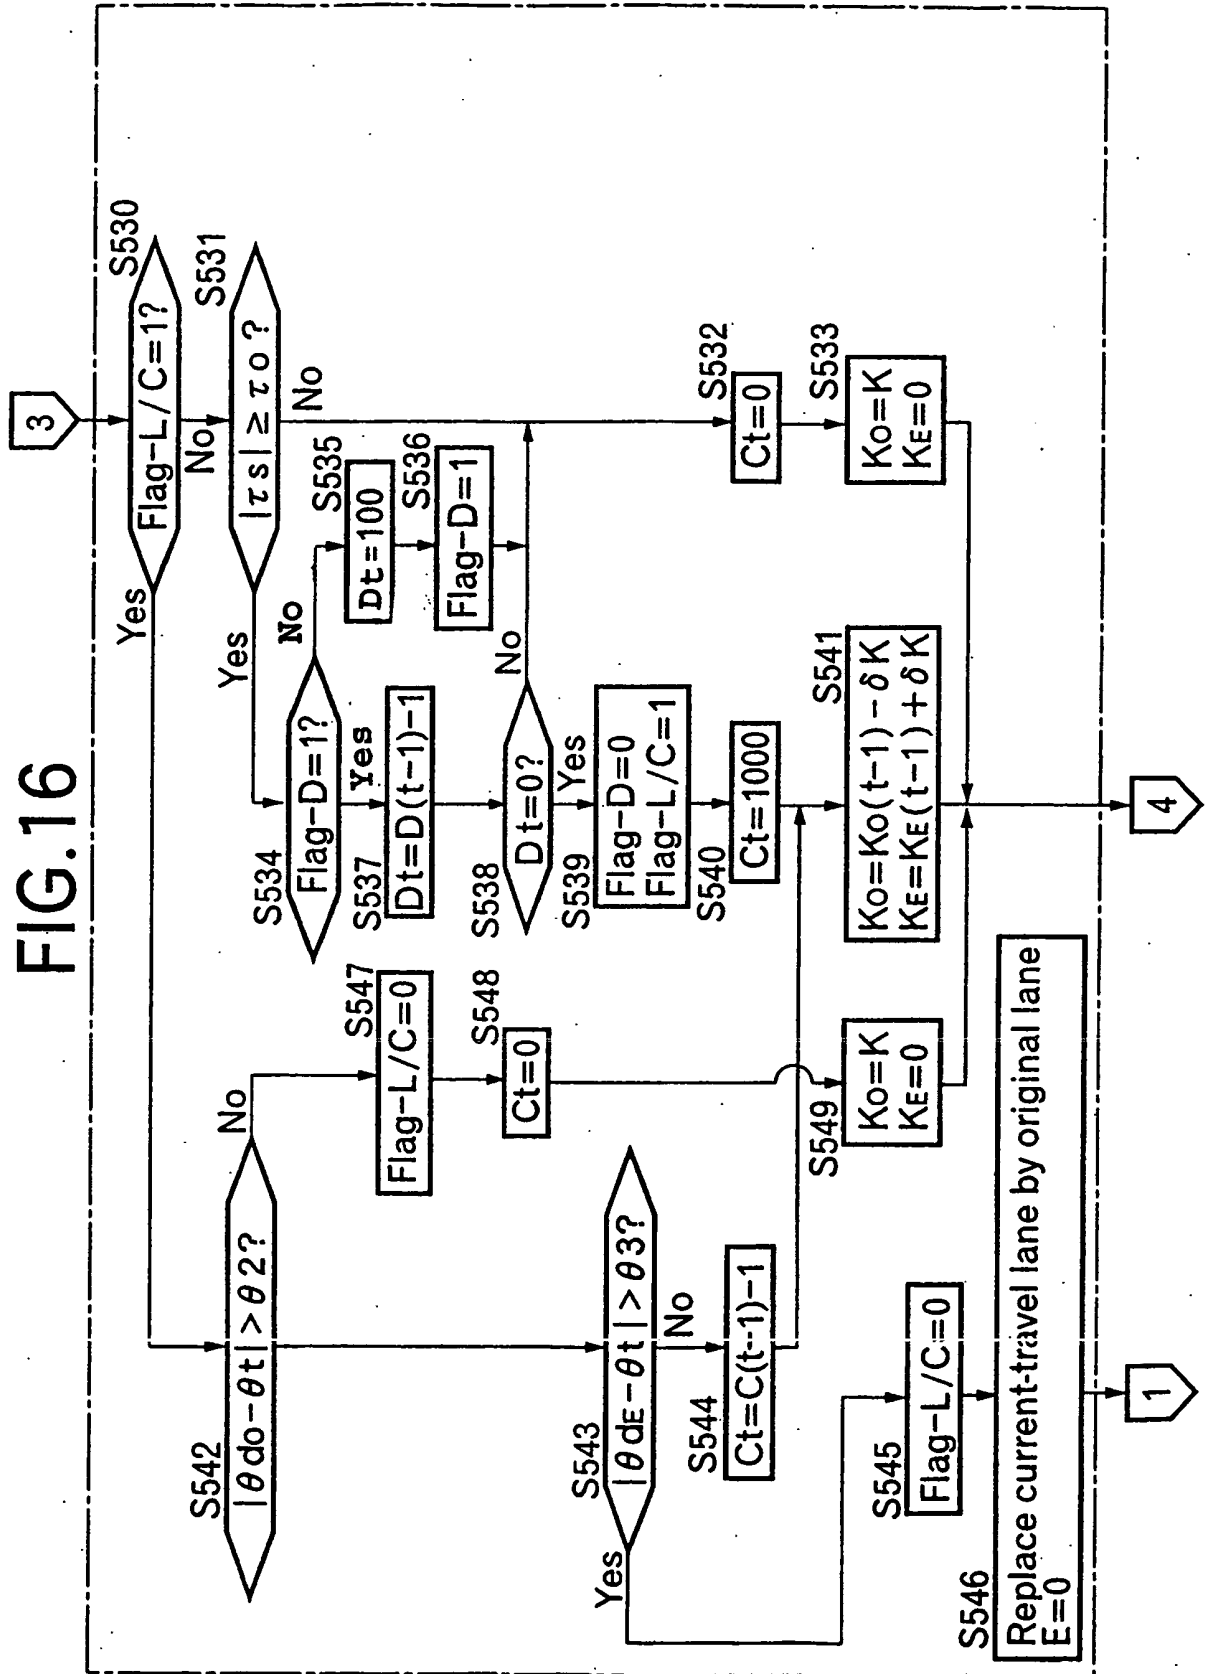 FIG.16
3
S530
Flag-L/C=1?
Yes
No
S531
|τs|≥τo?
Yes
No
S534
Flag-D=1?
No
Yes
S535
Dt=100
S536
Flag-D=1
S537
Dt=D(t-1)-1
S538
Dt=0?
No
Yes
S539
Flag-D=0
Flag-L/C=1
S540
Ct=1000
S541
Ko=Ko(t-1)-δK
KE=KE(t-1)+δK
S532
Ct=0
S533
Ko=K
KE=0
S542
|θdo-θt|>θ2?
No
S547
Flag-L/C=0
S548
Ct=0
S549
Ko=K
KE=0
S543
|θdE-θt|>θ3?
Yes
No
S544
Ct=C(t-1)-1
S545
Flag-L/C=0
S546
Replace current-travel lane by original lane
E=0
1
4